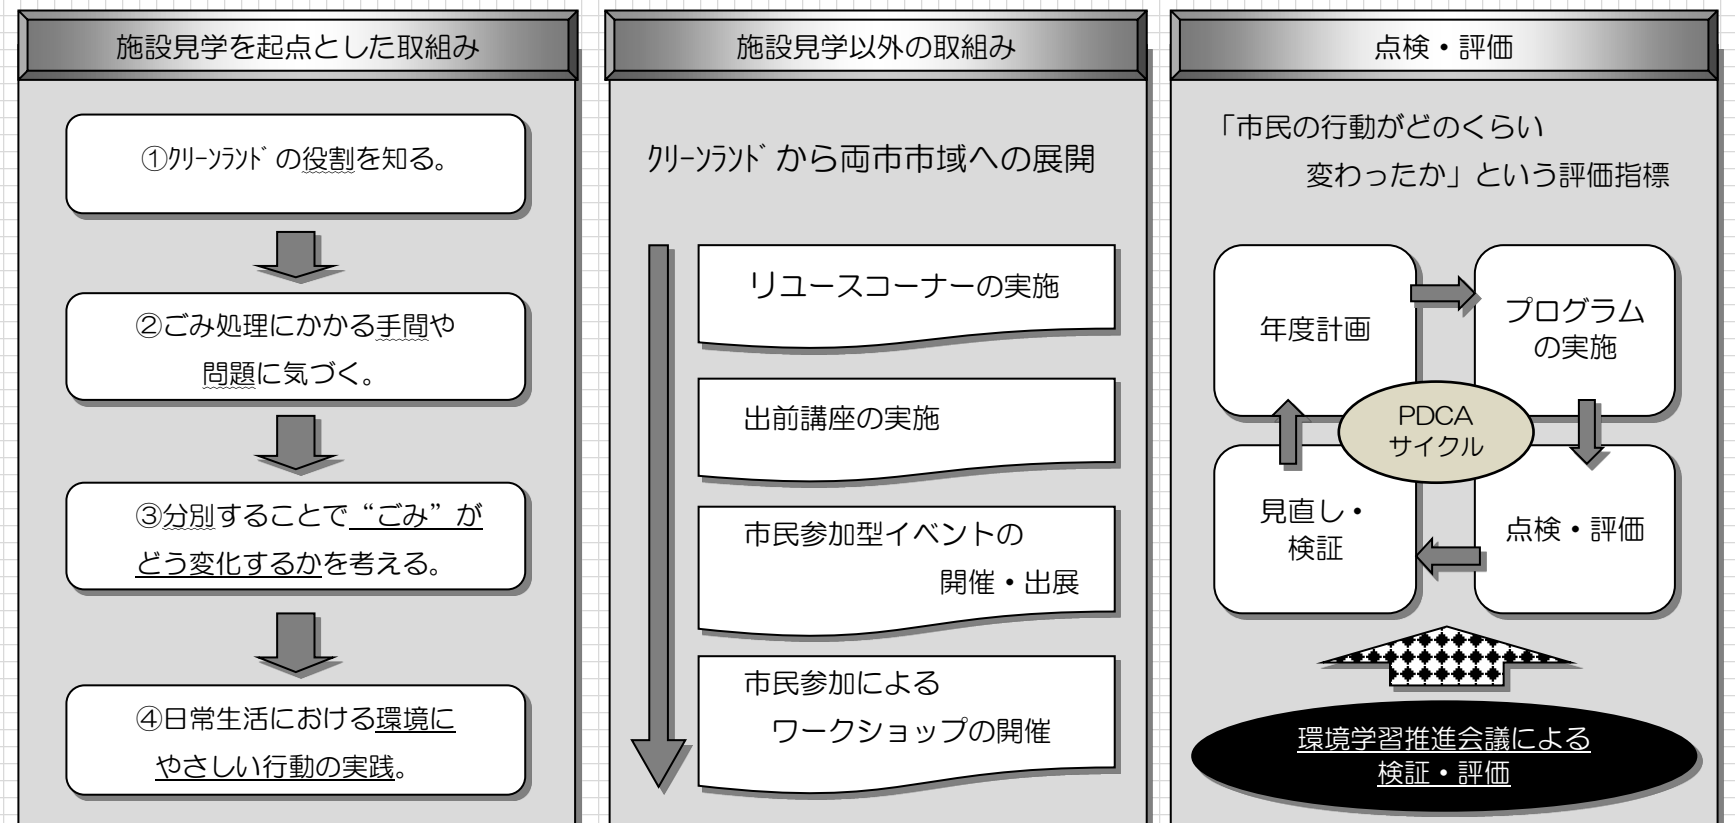 施設見学を起点とした取組み
①ｸﾘｰﾝﾗﾝﾄﾞの役割を知る。
②ごみ処理にかかる手間や
問題に気づく。
③分別することで“ごみ”が
どう変化するかを考える。
④日常生活における環境に
やさしい行動の実践。
施設見学以外の取組み
ｸﾘｰﾝﾗﾝﾄﾞから両市市域への展開
リユースコーナーの実施
出前講座の実施
市民参加型イベントの
開催・出展
市民参加による
ワークショップの開催
点検・評価
「市民の行動がどのくらい
変わったか」という評価指標
年度計画
プログラム
の実施
PDCA
サイクル
見直し・
検証
点検・評価
環境学習推進会議による
検証・評価